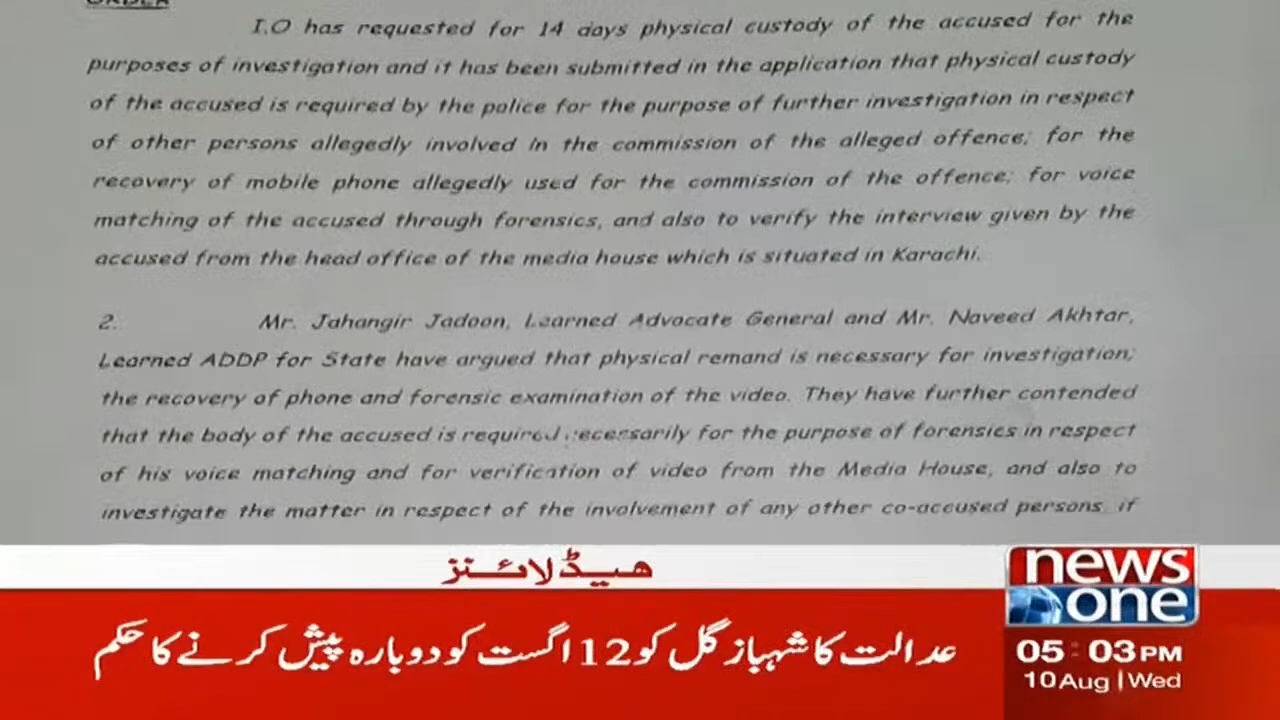 ORDER
I.O has requested for 14 days physical custody of the accused for the
purposes of investigation and it has been submitted in the application that physical custody
of the accused is required by the police for the purpose of further investigation in respect
of other persons allegedly involved in the commission of the alleged offence; for the
recovery of mobile phone allegedly used for the commission of the offence; for voice
matching of the accused through forensics, and also to verify the interview given by the
accused from the head office of the media house which is situated in Karachi.
2. Mr. Jahangir Jadoon, Learned Advocate General and Mr. Naveed Akhtar,
Learned ADDP for State have argued that physical remand is necessary for investigation;
the recovery of phone and forensic examination of the video. They have further contended
that the body of the accused is required necessarily for the purpose of forensics in respect
of his voice matching and for verification of video from the Media House, and also to
investigate the matter in respect of the involvement of any other co-accused persons, if
ہیڈلائنز
عدالت کا شہباز گل کو 12 اگست کو دوبارہ پیش کرنے کا حکم
news
one
05:03 PM
10 Aug | Wed